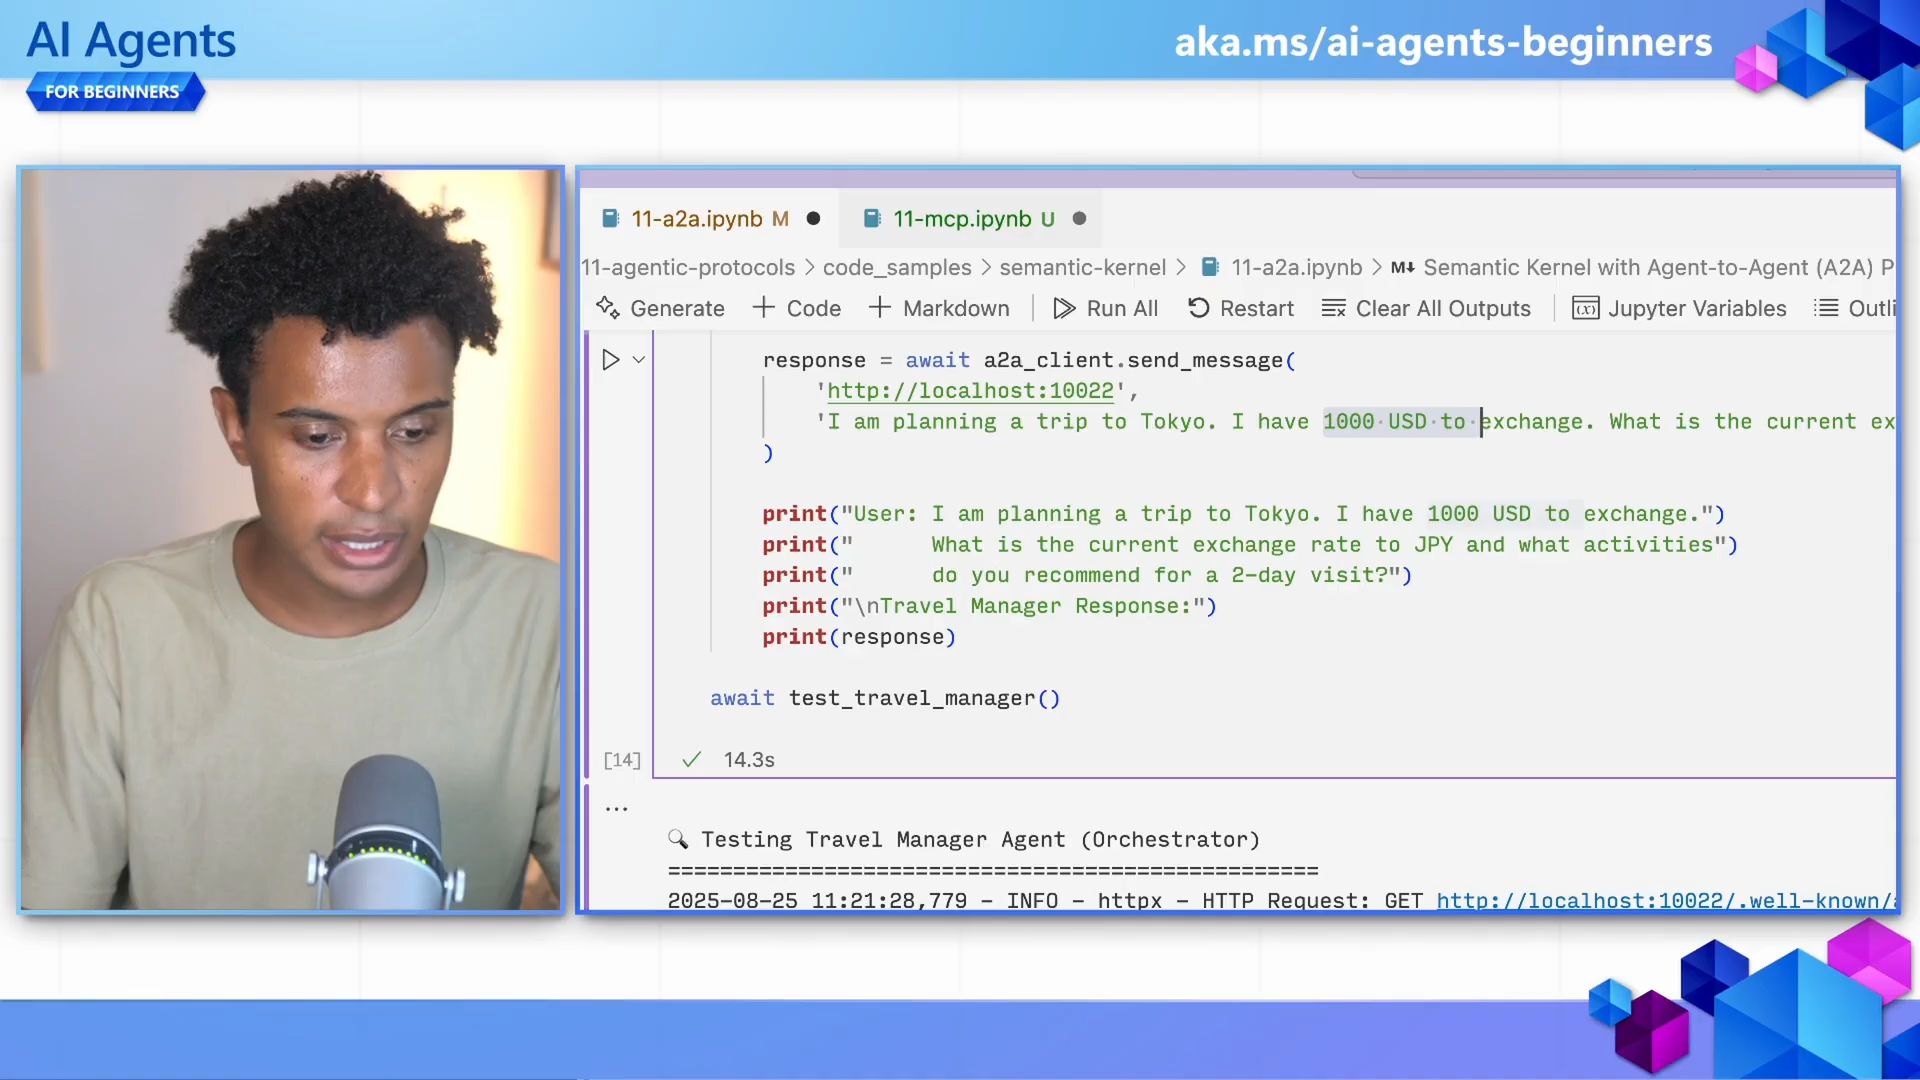 AI Agents
FOR BEGINNERS
aka.ms/ai-agents-beginners
11-a2a.ipynb M
11-mcp.ipynb U
11-agentic-protocols > code_samples > semantic-kernel > 11-a2a.ipynb > M↓ Semantic Kernel with Agent-to-Agent (A2A) P
Generate + Code + Markdown Run All Restart Clear All Outputs (x) Jupyter Variables Outli
response = await a2a_client.send_message(
'http://localhost:10022',
'I am planning a trip to Tokyo. I have 1000 USD to exchange. What is the current ex
)
print("User: I am planning a trip to Tokyo. I have 1000 USD to exchange.")
print("      What is the current exchange rate to JPY and what activities")
print("      do you recommend for a 2-day visit?")
print("\nTravel Manager Response:")
print(response)
await test_travel_manager()
[14] ✓ 14.3s
...
🔍 Testing Travel Manager Agent (Orchestrator)
==================================================
2025-08-25 11:21:28,779 - INFO - httpx - HTTP Request: GET http://localhost:10022/.well-known/a